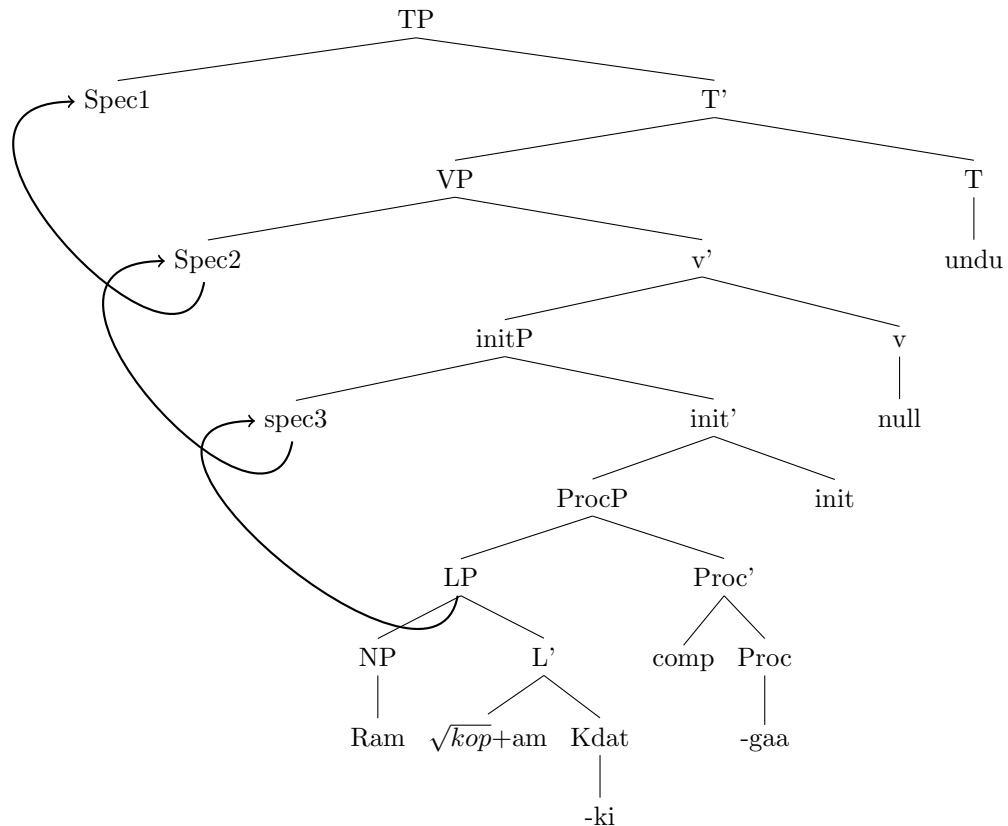 TP
Spec1 T'
VP T
Spec2 v' undu
initP v
spec3 init' null
ProcP init
LP Proc'
NP L' comp Proc
Ram √kop+am Kdat -gaa
-ki